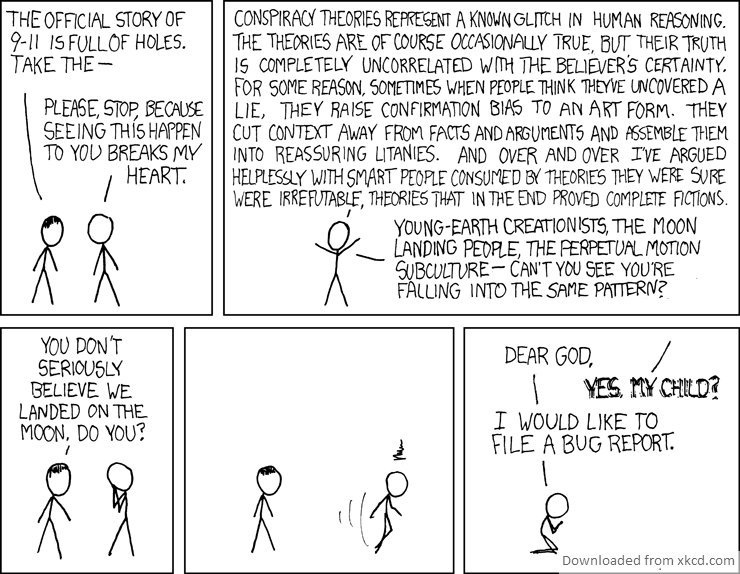 THE OFFICIAL STORY OF
9-11 IS FULL OF HOLES.
TAKE THE—
PLEASE, STOP, BECAUSE
SEEING THIS HAPPEN
TO YOU BREAKS MY
HEART.
CONSPIRACY THEORIES REPRESENT A KNOWN GLITCH IN HUMAN REASONING.
THE THEORIES ARE OF COURSE OCCASIONALLY TRUE, BUT THEIR TRUTH
IS COMPLETELY UNCORRELATED WITH THE BELIEVER'S CERTAINTY.
FOR SOME REASON, SOMETIMES WHEN PEOPLE THINK THEY'VE UNCOVERED A
LIE, THEY RAISE CONFIRMATION BIAS TO AN ART FORM. THEY
CUT CONTEXT AWAY FROM FACTS AND ARGUMENTS AND ASSEMBLE THEM
INTO REASSURING LITANIES. AND OVER AND OVER I'VE ARGUED
HELPLESSLY WITH SMART PEOPLE CONSUMED BY THEORIES THEY WERE SURE
WERE IRREFUTABLE, THEORIES THAT IN THE END PROVED COMPLETE FICTIONS.
YOUNG-EARTH CREATIONISTS, THE MOON
LANDING PEOPLE, THE PERPETUAL MOTION
SUBCULTURE— CAN'T YOU SEE YOU'RE
FALLING INTO THE SAME PATTERN?
YOU DON'T
SERIOUSLY
BELIEVE WE
LANDED ON THE
MOON, DO YOU?
DEAR GOD,
YES, MY CHILD?
I WOULD LIKE TO
FILE A BUG REPORT.
Downloaded from xkcd.com